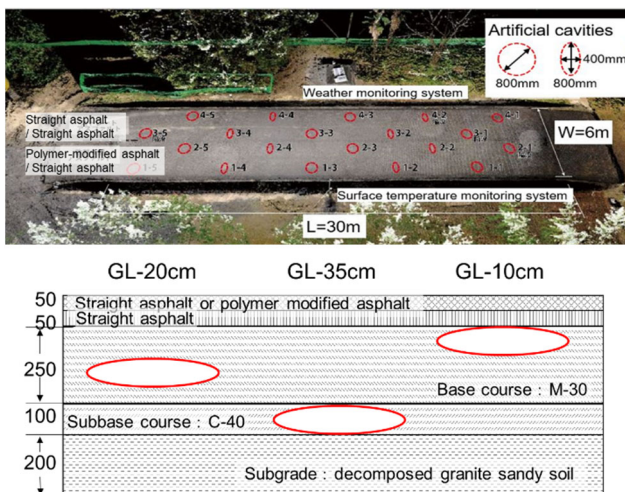 Artificial cavities
400mm
800mm
800mm
Weather monitoring system
Straight asphalt
/ Straight asphalt
Polymer-modified asphalt
/ Straight asphalt
4-5
4-4
4-3
4-2
4-1
3-5
3-4
3-3
3-2
3-1
2-5
2-4
2-3
2-2
2-1
1-5
1-4
1-3
1-2
1-1
W=6m
Surface temperature monitoring system
L=30m
GL-20cm
GL-35cm
GL-10cm
50
Straight asphalt or polymer modified asphalt
50
Straight asphalt
250
Base course : M-30
100
Subbase course : C-40
200
Subgrade : decomposed granite sandy soil